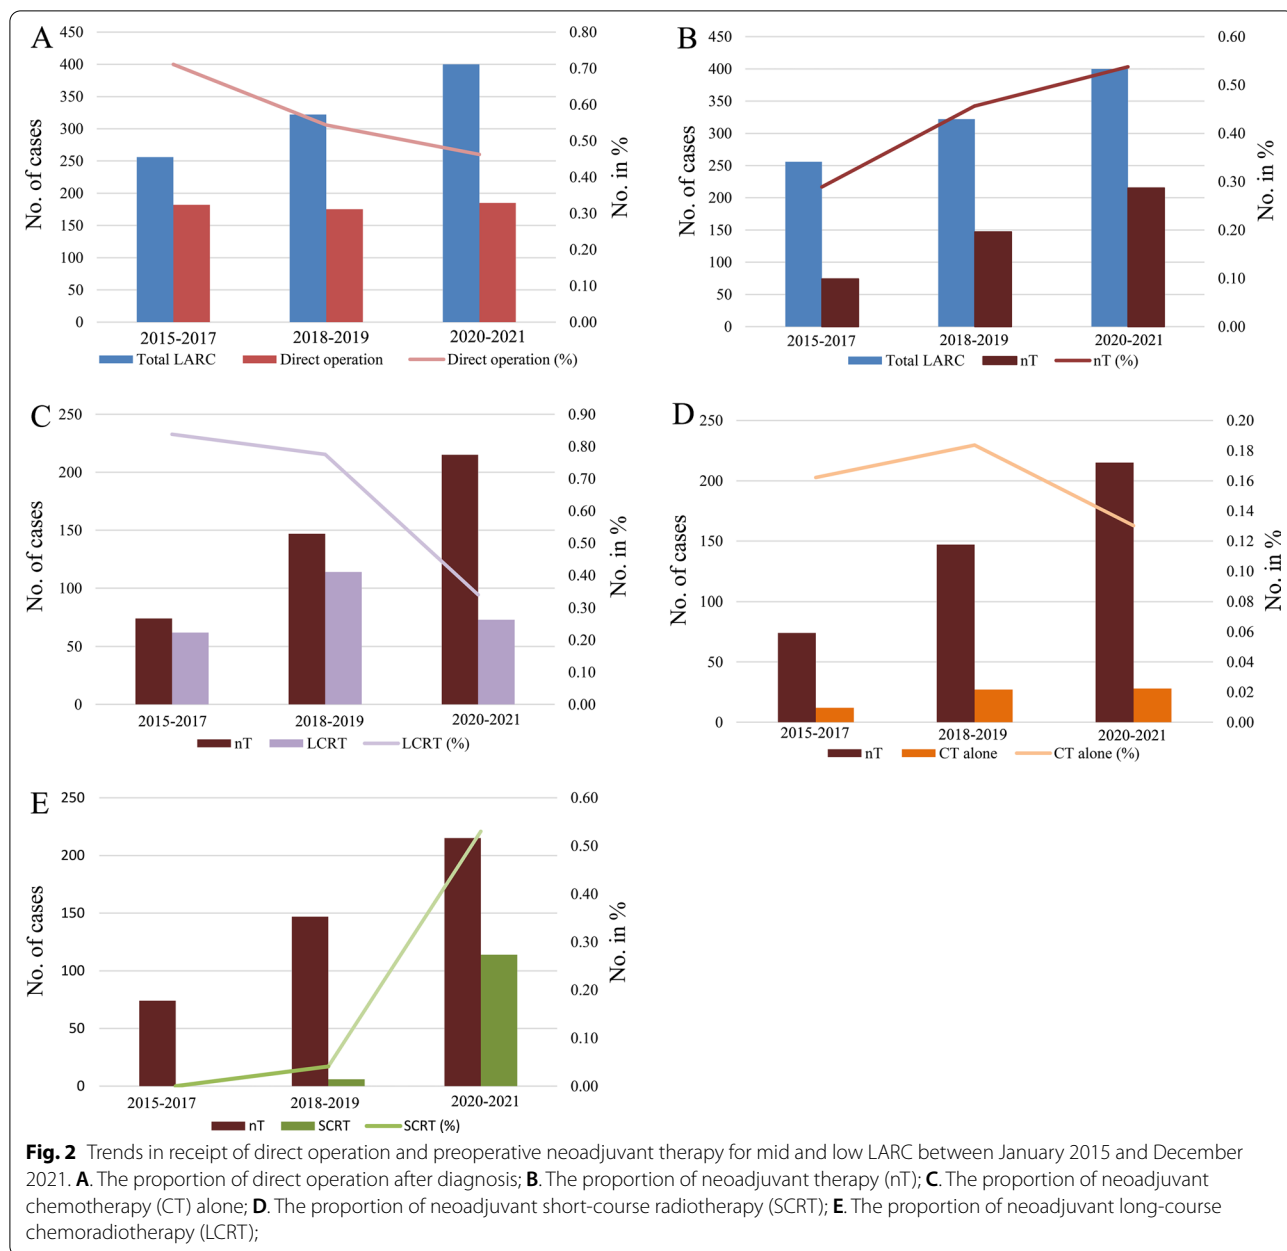 A
No. of cases
450
400
350
300
250
200
150
100
50
0
0.80
0.70
0.60
0.50
0.40
0.30
0.20
0.10
0.00
No. in %
2015-2017 2018-2019 2020-2021
Total LARC Direct operation Direct operation (%)
B
No. of cases
450
400
350
300
250
200
150
100
50
0
0.60
0.50
0.40
0.30
0.20
0.10
0.00
No. in %
2015-2017 2018-2019 2020-2021
Total LARC nT nT (%)
C
No. of cases
250
200
150
100
50
0
0.90
0.80
0.70
0.60
0.50
0.40
0.30
0.20
0.10
0.00
No. in %
2015-2017 2018-2019 2020-2021
nT LCRT LCRT (%)
D
No. of cases
250
200
150
100
50
0
0.20
0.18
0.16
0.14
0.12
0.10
0.08
0.06
0.04
0.02
0.00
No. in %
2015-2017 2018-2019 2020-2021
nT CT alone CT alone (%)
E
No. of cases
250
200
150
100
50
0
0.60
0.50
0.40
0.30
0.20
0.10
0.00
No. in %
2015-2017 2018-2019 2020-2021
nT SCRT SCRT (%)
Fig. 2 Trends in receipt of direct operation and preoperative neoadjuvant therapy for mid and low LARC between January 2015 and December
2021. A. The proportion of direct operation after diagnosis; B. The proportion of neoadjuvant therapy (nT); C. The proportion of neoadjuvant
chemotherapy (CT) alone; D. The proportion of neoadjuvant short-course radiotherapy (SCRT); E. The proportion of neoadjuvant long-course
chemoradiotherapy (LCRT);